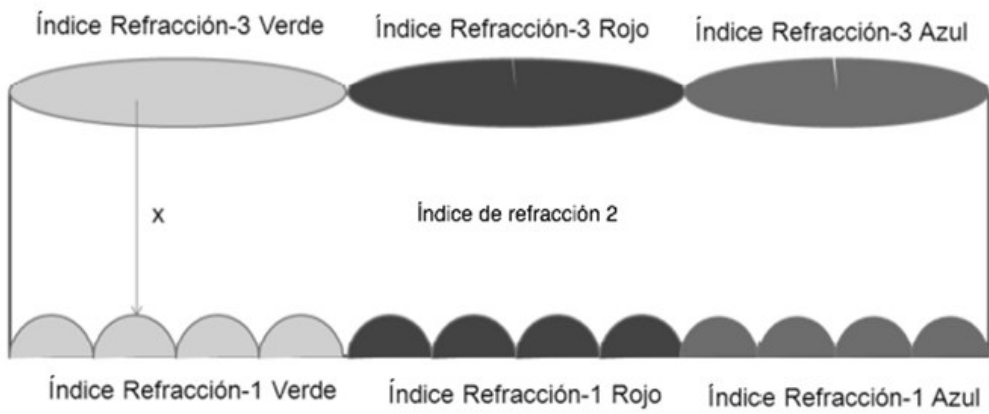 Índice Refracción-3 Verde
Índice Refracción-3 Rojo
Índice Refracción-3 Azul
x
Índice de refracción 2
Índice Refracción-1 Verde
Índice Refracción-1 Rojo
Índice Refracción-1 Azul